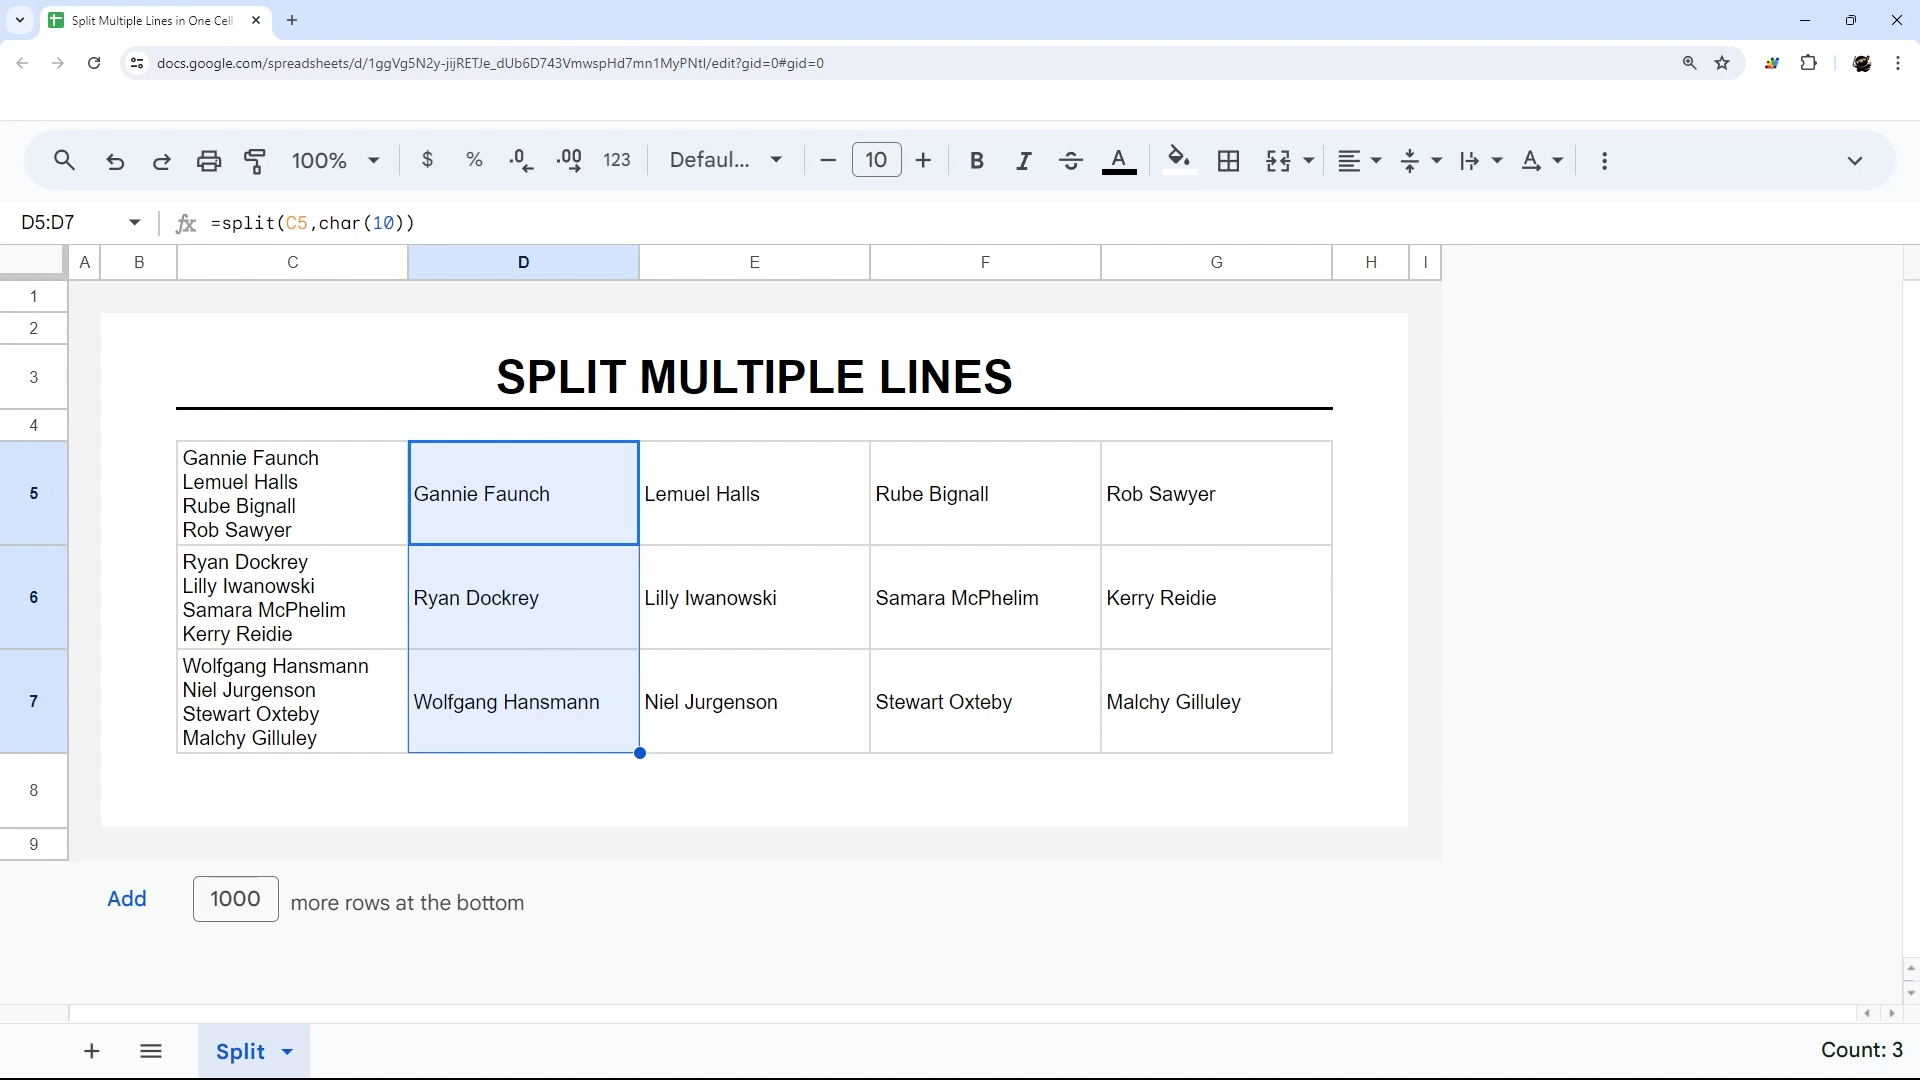 Split Multiple Lines in One Cell
docs.google.com/spreadsheets/d/1ggVg5N2y-jijRETJe_dUb6D743VmwspHd7mn1MyPNtI/edit?gid=0#gid=0
100% $ % .0 .00 123 Defaul... 10 B I S A A
D5:D7 fx =split(C5,char(10))
A B C D E F G H I
1
2
3 SPLIT MULTIPLE LINES
4
Gannie Faunch
Lemuel Halls
Rube Bignall
Rob Sawyer
5 Gannie Faunch Lemuel Halls Rube Bignall Rob Sawyer
Ryan Dockrey
Lilly Iwanowski
Samara McPhelim
Kerry Reidie
6 Ryan Dockrey Lilly Iwanowski Samara McPhelim Kerry Reidie
Wolfgang Hansmann
Niel Jurgenson
Stewart Oxteby
Malchy Gilluley
7 Wolfgang Hansmann Niel Jurgenson Stewart Oxteby Malchy Gilluley
8
9
Add 1000 more rows at the bottom
Split Count: 3